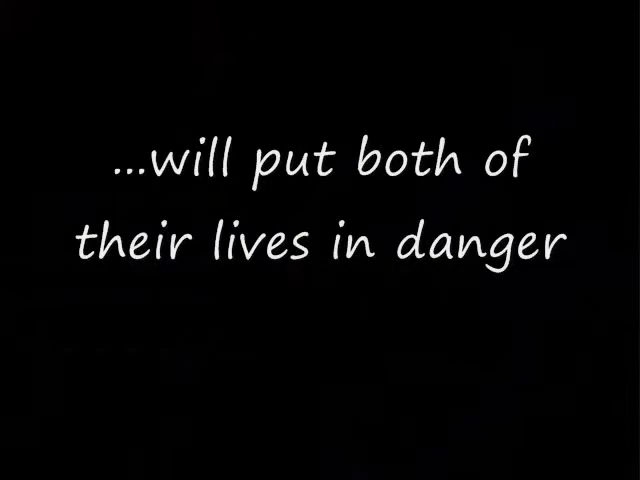 ...will put both of
their lives in danger